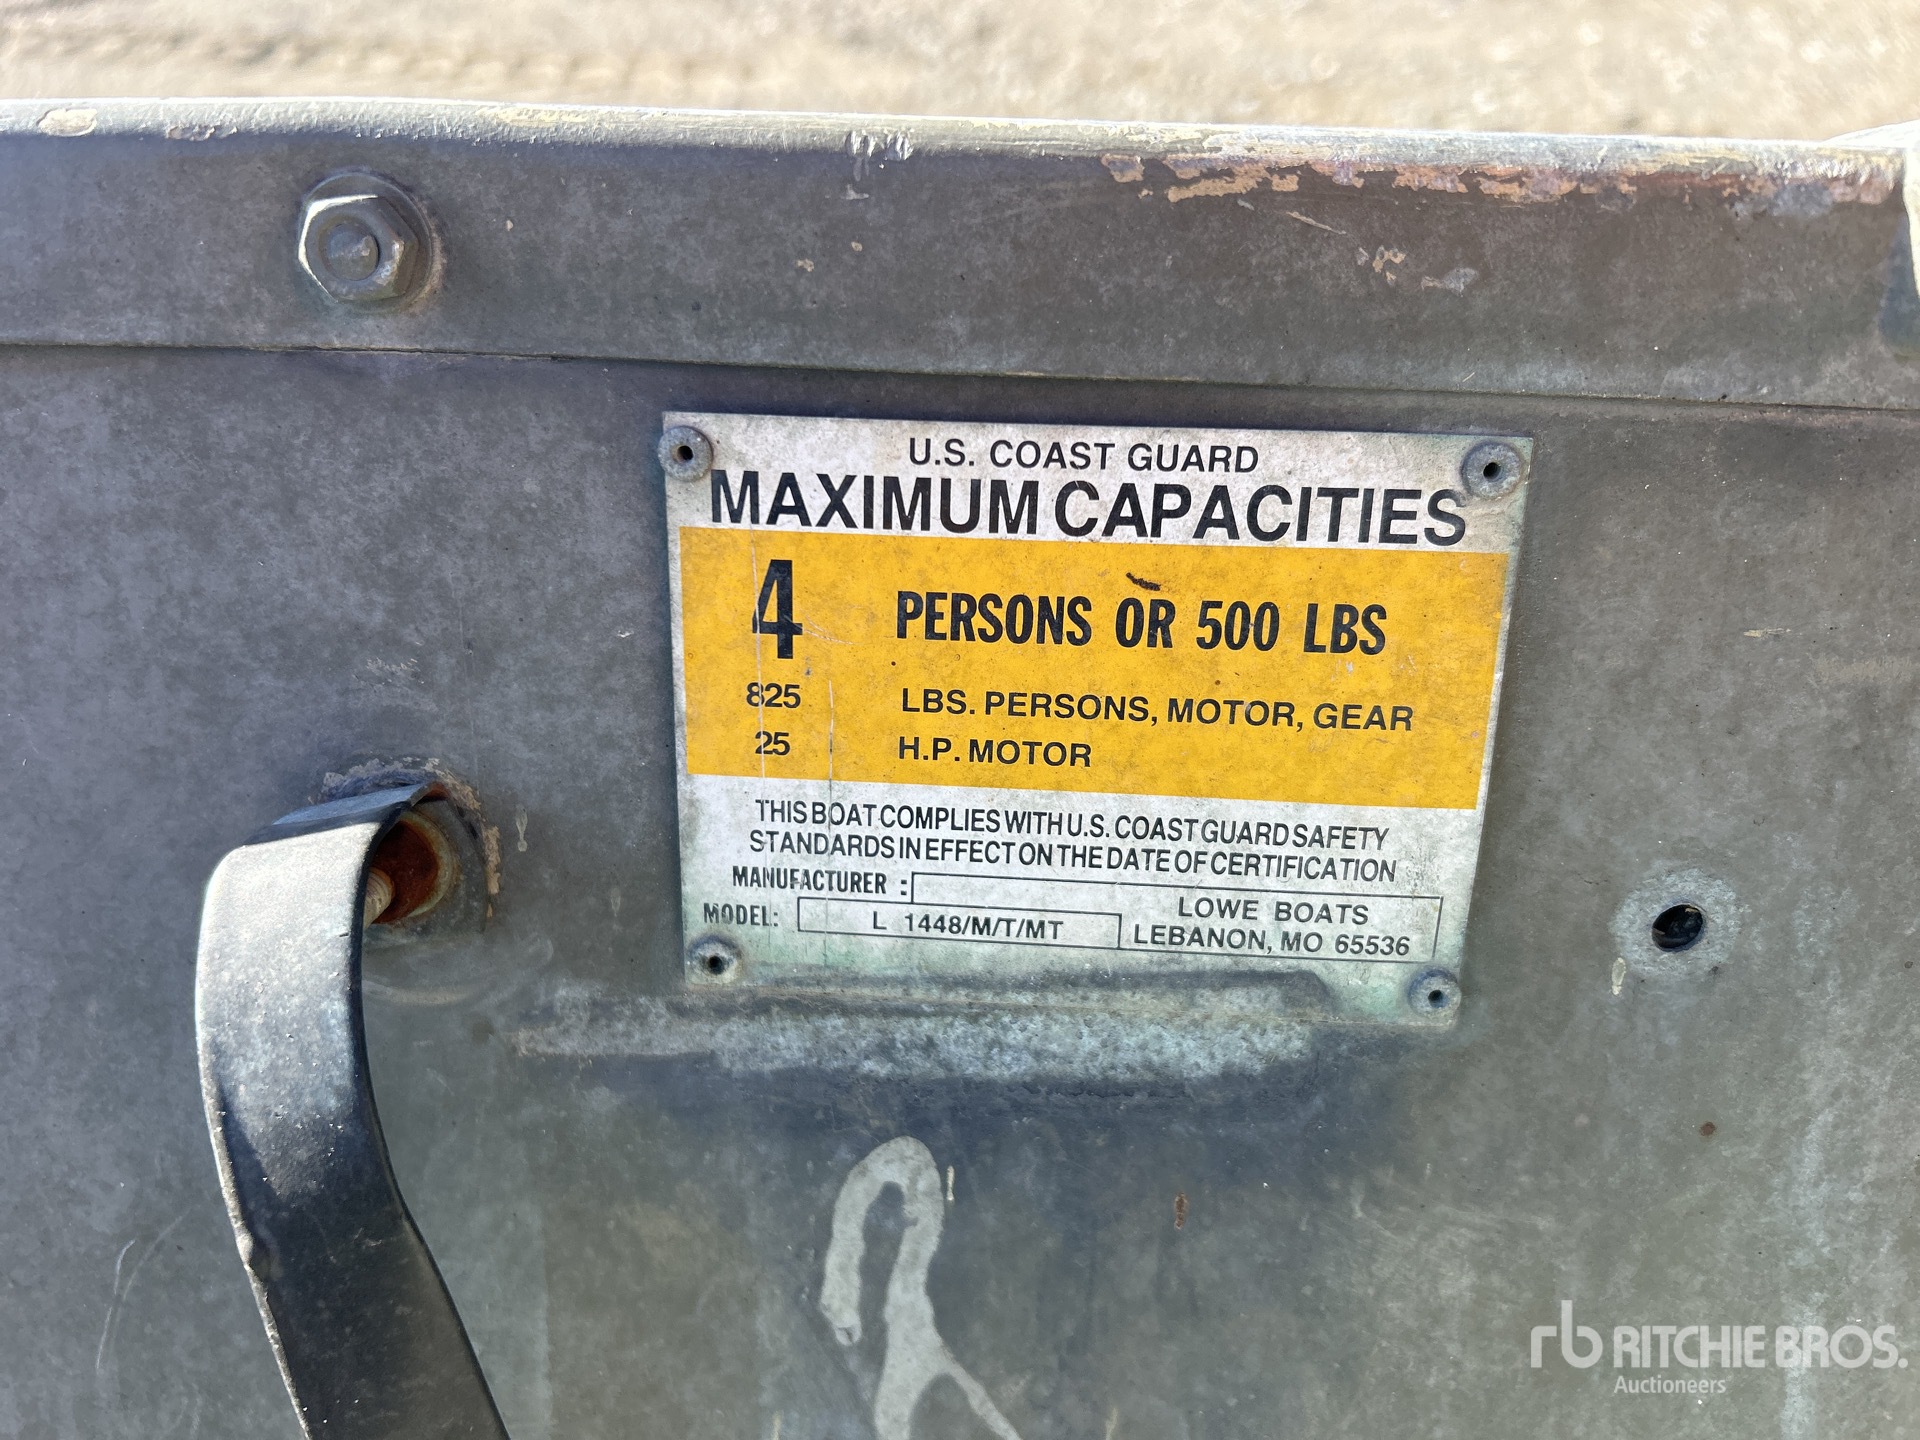 U.S. COAST GUARD
MAXIMUM CAPACITIES
4 PERSONS OR 500 LBS
825 LBS. PERSONS, MOTOR, GEAR
25 H.P. MOTOR
THIS BOAT COMPLIES WITH U.S. COAST GUARD SAFETY
STANDARDS IN EFFECT ON THE DATE OF CERTIFICATION
MANUFACTURER :
LOWE BOATS
MODEL: L 1448/M/T/MT
LEBANON, MO 65536
rb RITCHIE BROS.
Auctioneers